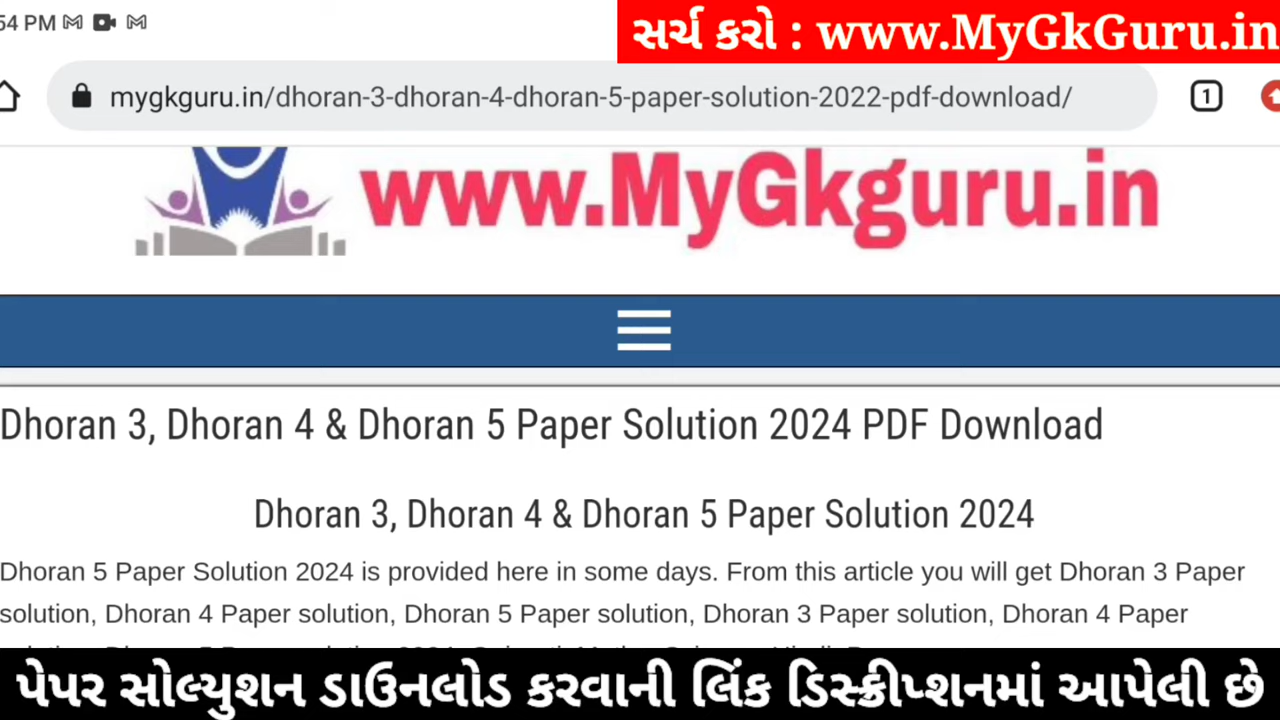 54 PM
સર્ચ કરો : www.MyGkGuru.in
mygkguru.in/dhoran-3-dhoran-4-dhoran-5-paper-solution-2022-pdf-download/
1
www.MyGkguru.in
Dhoran 3, Dhoran 4 & Dhoran 5 Paper Solution 2024 PDF Download
Dhoran 3, Dhoran 4 & Dhoran 5 Paper Solution 2024
Dhoran 5 Paper Solution 2024 is provided here in some days. From this article you will get Dhoran 3 Paper
solution, Dhoran 4 Paper solution, Dhoran 5 Paper solution, Dhoran 3 Paper solution, Dhoran 4 Paper
પેપર સોલ્યુશન ડાઉનલોડ કરવાની લિંક ડિસ્ક્રીપ્શનમાં આપેલી છે